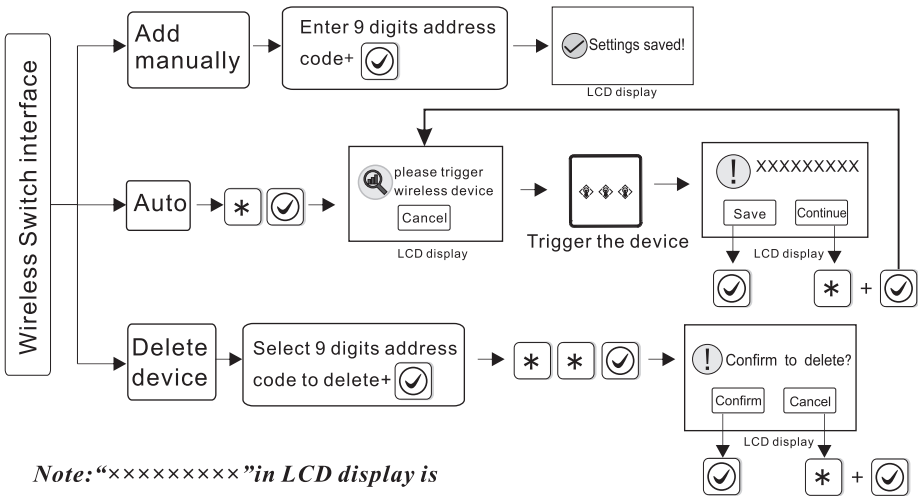 Wireless Switch interface
Add
manually
Enter 9 digits address
code+
Settings saved!
LCD display
Auto
*
please trigger
wireless device
Cancel
LCD display
Trigger the device
XXXXXXXXX
Save
Continue
LCD display
* +
Delete
device
Select 9 digits address
code to delete+
* *
Confirm to delete?
Confirm
Cancel
LCD display
* +
Note:“×××××××××”in LCD display is